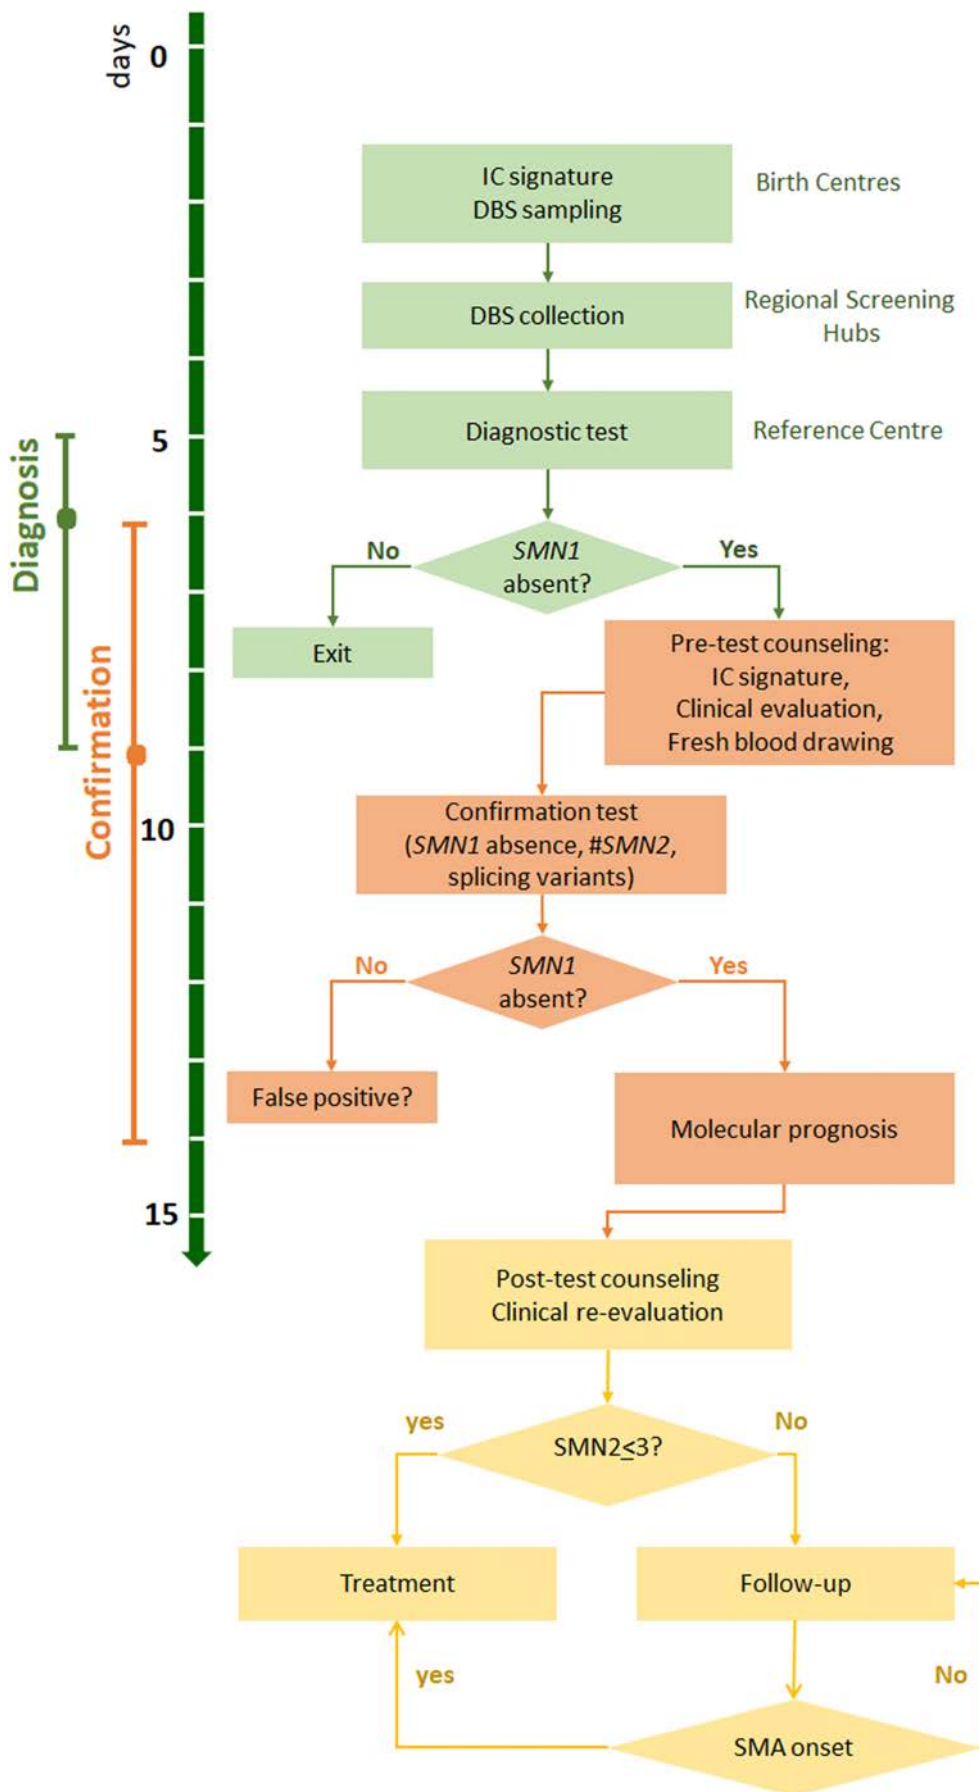 days
0
IC signature
DBS sampling
Birth Centres
DBS collection
Regional Screening
Hubs
5
Diagnostic test
Reference Centre
Diagnosis
No
SMN1
absent?
Yes
Exit
Pre-test counseling:
IC signature,
Clinical evaluation,
Fresh blood drawing
Confirmation
10
Confirmation test
(SMN1 absence, #SMN2,
splicing variants)
No
SMN1
absent?
Yes
False positive?
Molecular prognosis
15
Post-test counseling
Clinical re-evaluation
yes
SMN2≤3?
No
Treatment
Follow-up
yes
No
SMA onset